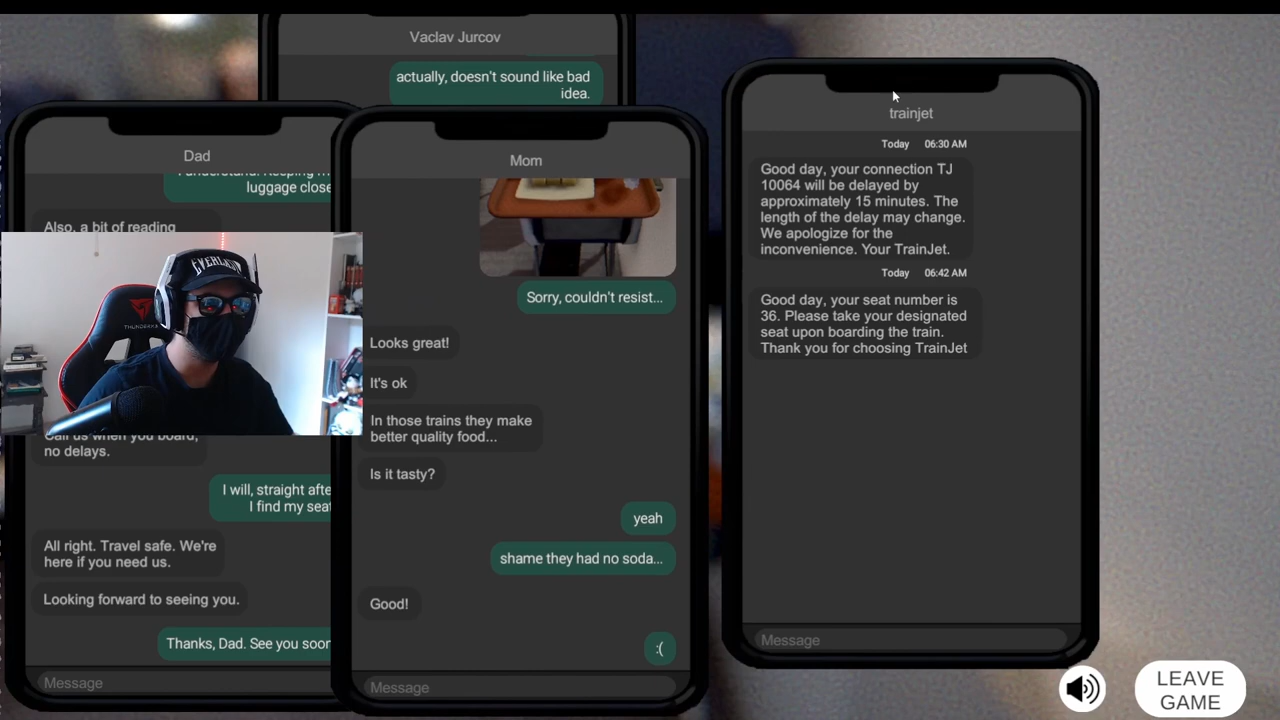 Vaclav Jurcov
actually, doesn't sound like bad
idea.
Dad
luggage close
Also, a bit of reading
EVERLAST
THUNDERX3
Call us when you board,
no delays.
I will, straight afte
I find my sea
All right. Travel safe. We're
here if you need us.
Looking forward to seeing you.
Thanks, Dad. See you soon
Message
Mom
Sorry, couldn't resist...
Looks great!
It's ok
In those trains they make
better quality food...
Is it tasty?
yeah
shame they had no soda...
Good!
:(
Message
trainjet
Today 06:30 AM
Good day, your connection TJ
10064 will be delayed by
approximately 15 minutes. The
length of the delay may change.
We apologize for the
inconvenience. Your TrainJet.
Today 06:42 AM
Good day, your seat number is
36. Please take your designated
seat upon boarding the train.
Thank you for choosing TrainJet
Message
LEAVE
GAME